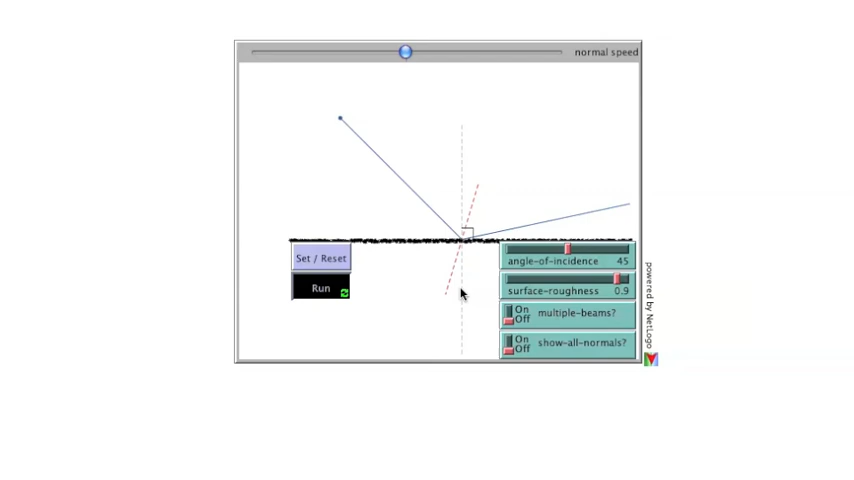 normal speed
Set / Reset
Run
angle-of-incidence 45
surface-roughness 0.9
On
Off
multiple-beams?
On
Off
show-all-normals?
powered by NetLogo